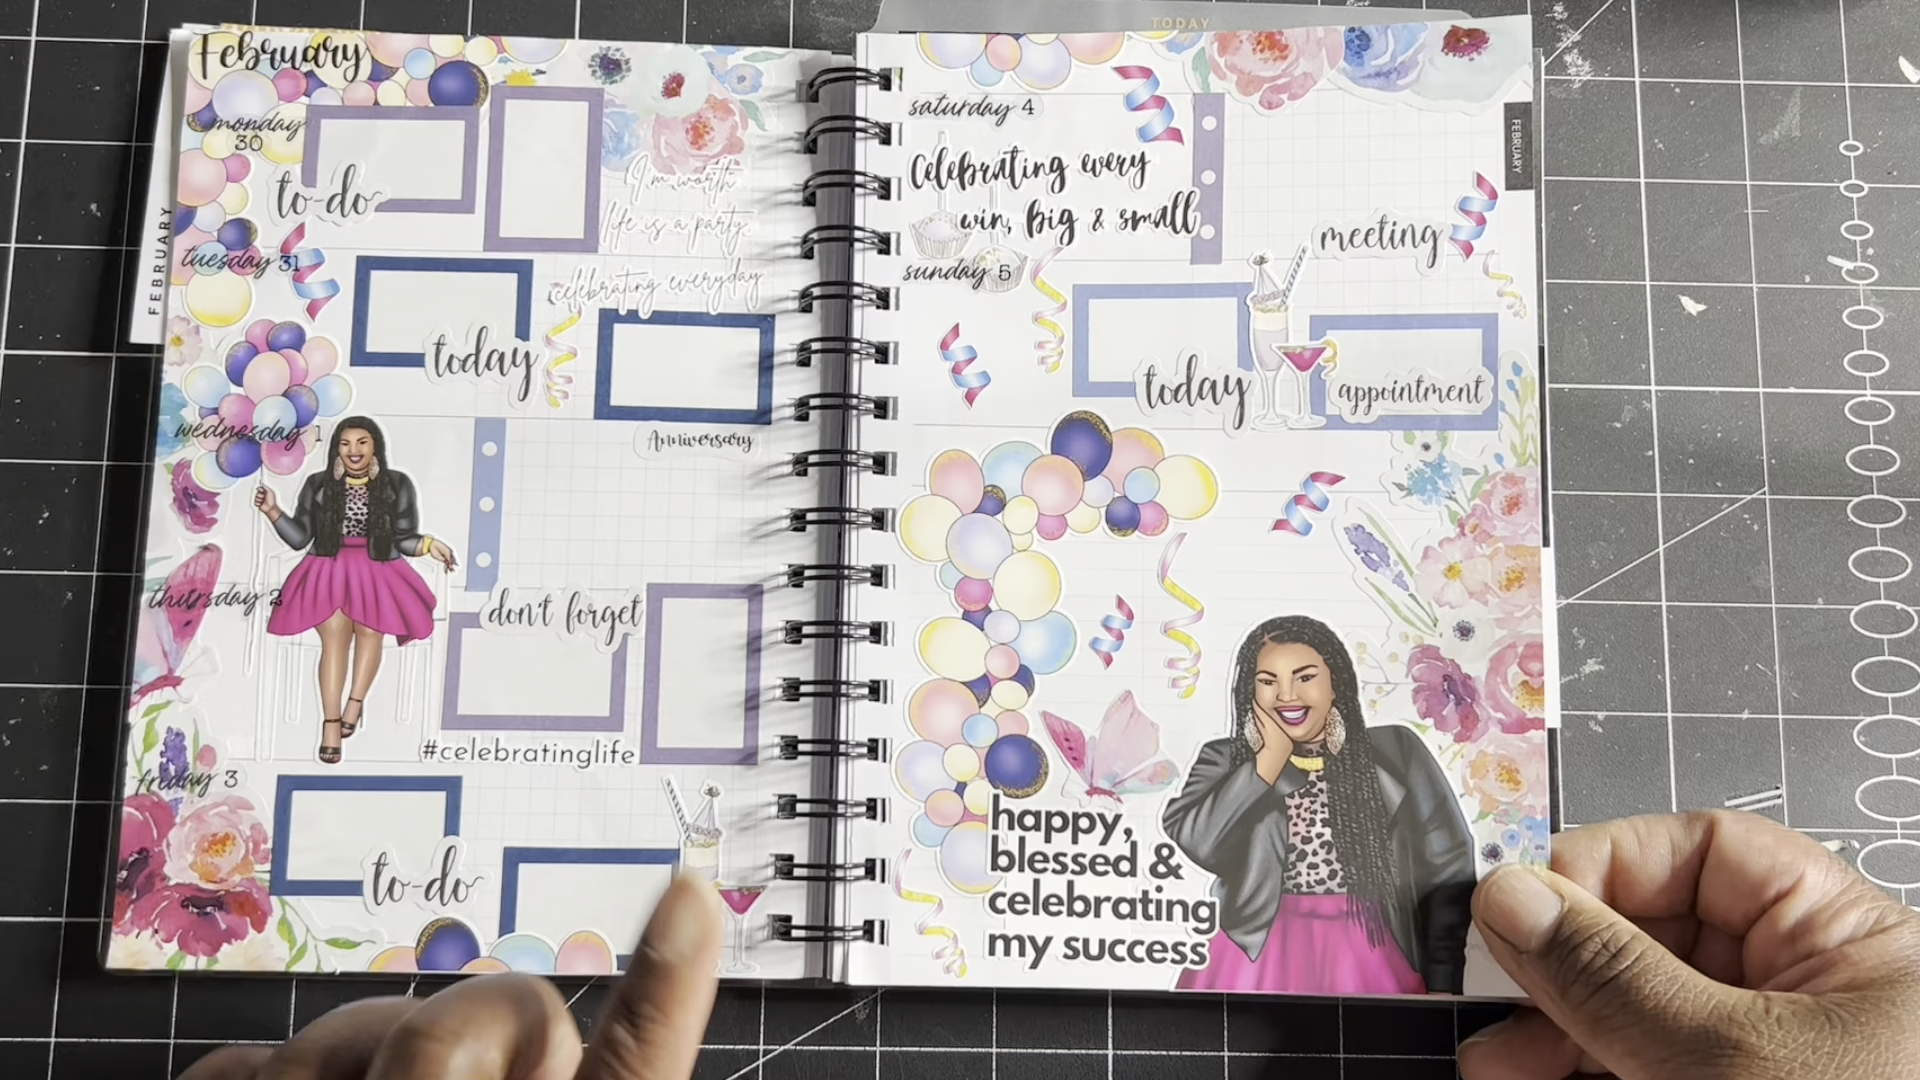 February
monday
30
to-do
I'm worth
life is a party
tuesday 31
celebrating everyday
today
Anniversary
wednesday 1
thursday 2
don't forget
#celebratinglife
friday 3
to-do
FEBRUARY
TODAY
saturday 4
Celebrating every
win, big & small
meeting
sunday 5
today
appointment
happy,
blessed &
celebrating
my success
FEBRUARY